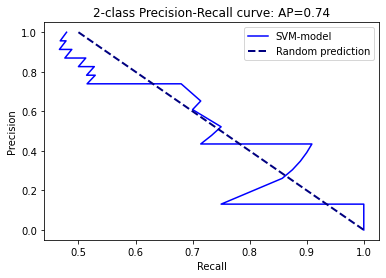 2-class Precision-Recall curve: AP=0.74
SVM-model
Random prediction
Precision
1.0
0.8
0.6
0.4
0.2
0.0
0.5
0.6
0.7
0.8
0.9
1.0
Recall